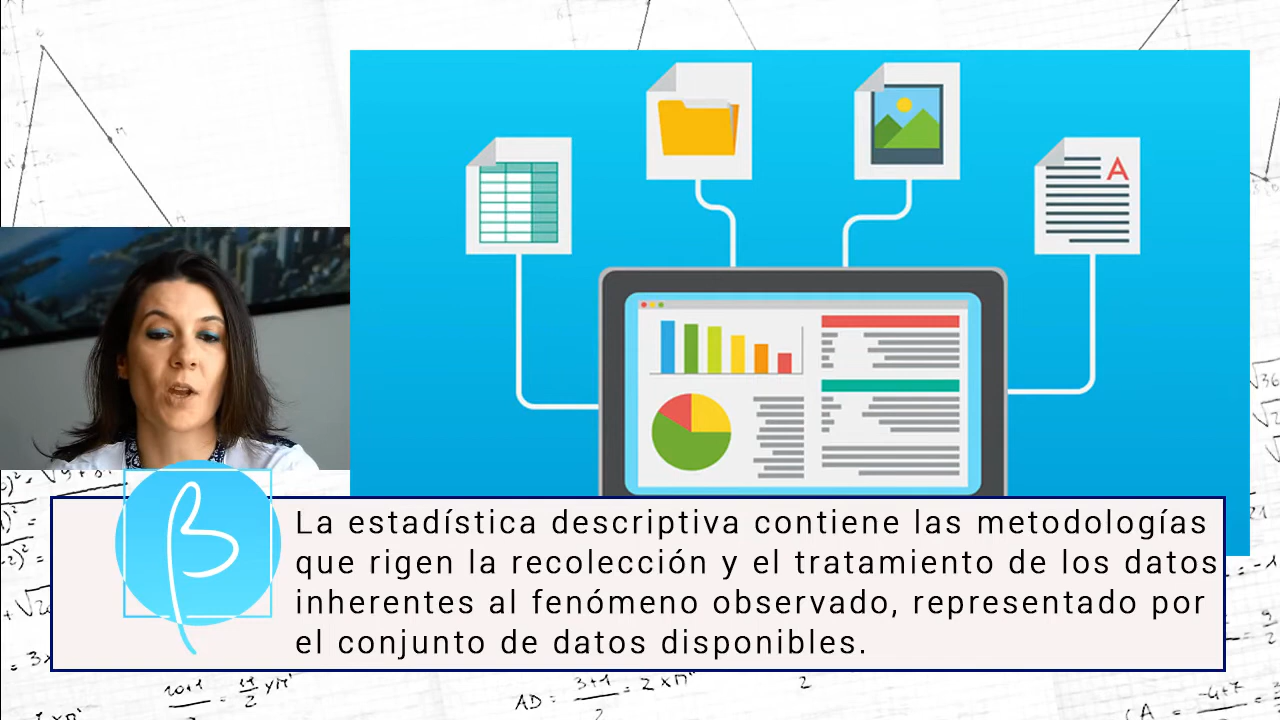 A
β
La estadística descriptiva contiene las metodologías
que rigen la recolección y el tratamiento de los datos
inherentes al fenómeno observado, representado por
el conjunto de datos disponibles.
AD =